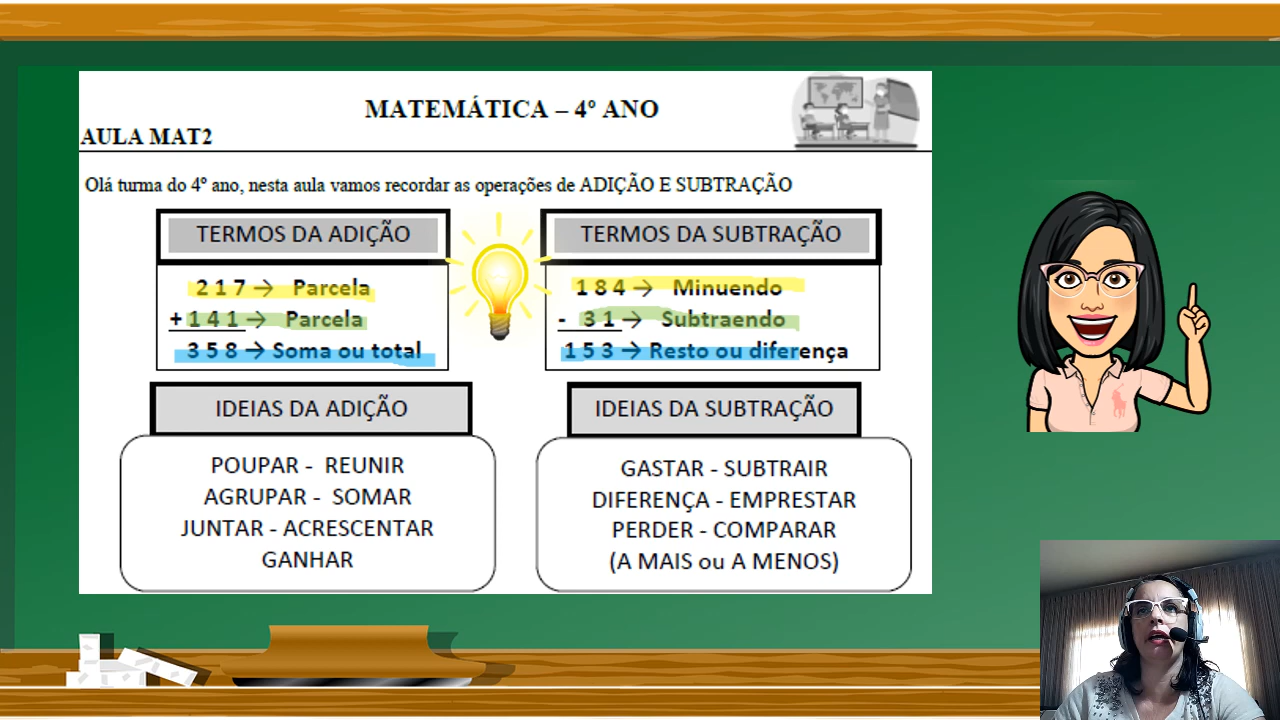 MATEMÁTICA – 4º ANO
AULA MAT2
Olá turma do 4º ano, nesta aula vamos recordar as operações de ADIÇÃO E SUBTRAÇÃO
TERMOS DA ADIÇÃO
2 1 7 → Parcela
+ 1 4 1 → Parcela
3 5 8 → Soma ou total
TERMOS DA SUBTRAÇÃO
1 8 4 → Minuendo
- 3 1 → Subtraendo
1 5 3 → Resto ou diferença
IDEIAS DA ADIÇÃO
POUPAR - REUNIR
AGRUPAR - SOMAR
JUNTAR - ACRESCENTAR
GANHAR
IDEIAS DA SUBTRAÇÃO
GASTAR - SUBTRAIR
DIFERENÇA - EMPRESTAR
PERDER - COMPARAR
(A MAIS ou A MENOS)